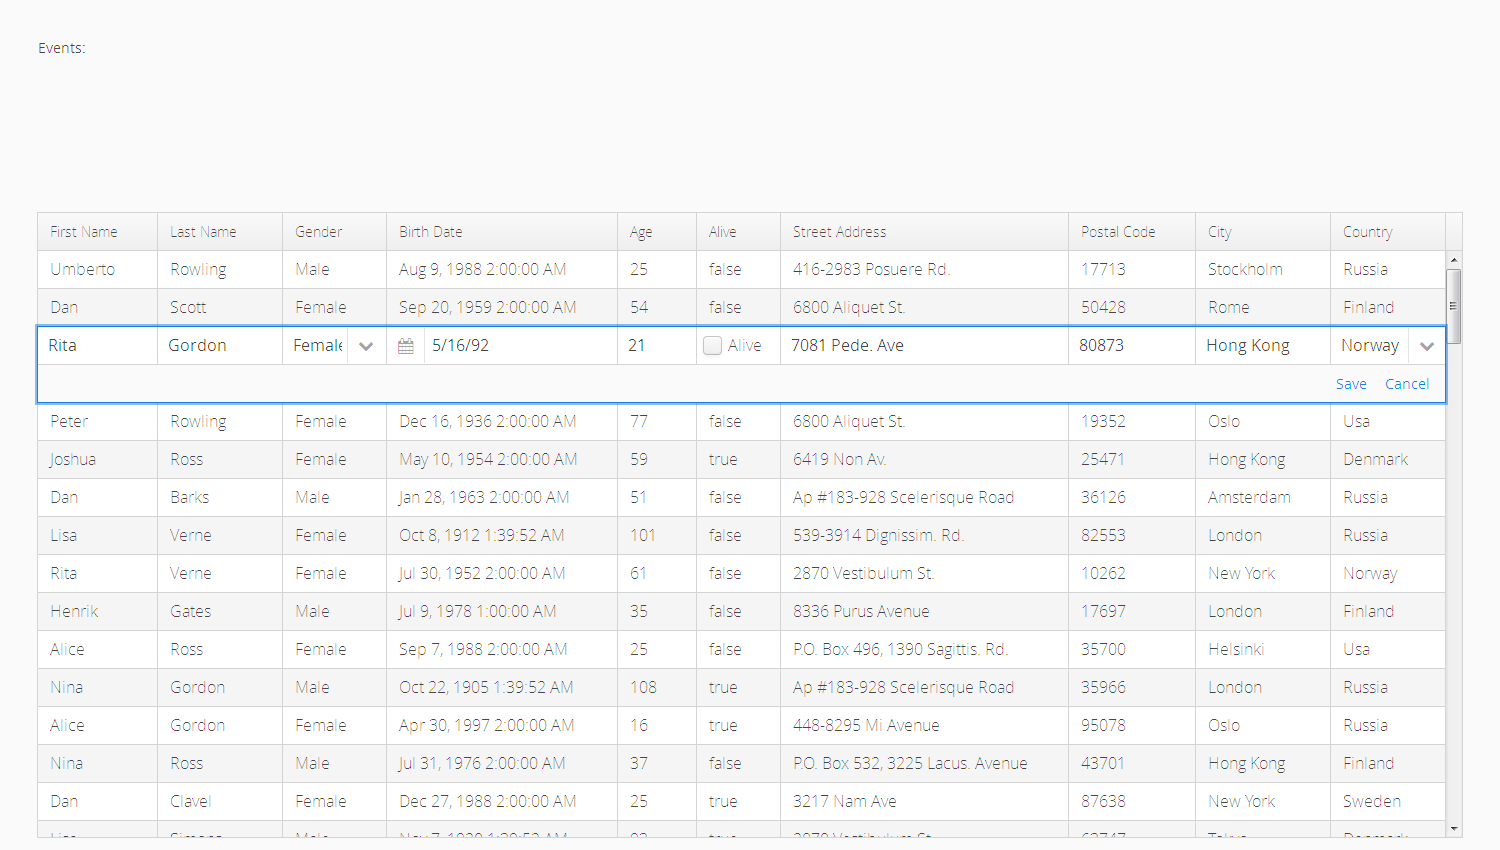 Events:
First Name Last Name Gender Birth Date Age Alive Street Address Postal Code City Country
Umberto Rowling Male Aug 9, 1988 2:00:00 AM 25 false 416-2983 Posuere Rd. 17713 Stockholm Russia
Dan Scott Female Sep 20, 1959 2:00:00 AM 54 false 6800 Aliquet St. 50428 Rome Finland
Rita Gordon Female 5/16/92 21 Alive 7081 Pede. Ave 80873 Hong Kong Norway
Save Cancel
Peter Rowling Female Dec 16, 1936 2:00:00 AM 77 false 6800 Aliquet St. 19352 Oslo Usa
Joshua Ross Female May 10, 1954 2:00:00 AM 59 true 6419 Non Av. 25471 Hong Kong Denmark
Dan Barks Male Jan 28, 1963 2:00:00 AM 51 false Ap #183-928 Scelerisque Road 36126 Amsterdam Russia
Lisa Verne Female Oct 8, 1912 1:39:52 AM 101 false 539-3914 Dignissim. Rd. 82553 London Russia
Rita Verne Female Jul 30, 1952 2:00:00 AM 61 false 2870 Vestibulum St. 10262 New York Norway
Henrik Gates Male Jul 9, 1978 1:00:00 AM 35 false 8336 Purus Avenue 17697 London Finland
Alice Ross Female Sep 7, 1988 2:00:00 AM 25 false P.O. Box 496, 1390 Sagittis. Rd. 35700 Helsinki Usa
Nina Gordon Male Oct 22, 1905 1:39:52 AM 108 true Ap #183-928 Scelerisque Road 35966 London Russia
Alice Gordon Female Apr 30, 1997 2:00:00 AM 16 true 448-8295 Mi Avenue 95078 Oslo Russia
Nina Ross Male Jul 31, 1976 2:00:00 AM 37 false P.O. Box 532, 3225 Lacus. Avenue 43701 Hong Kong Finland
Dan Clavel Female Dec 27, 1988 2:00:00 AM 25 true 3217 Nam Ave 87638 New York Sweden